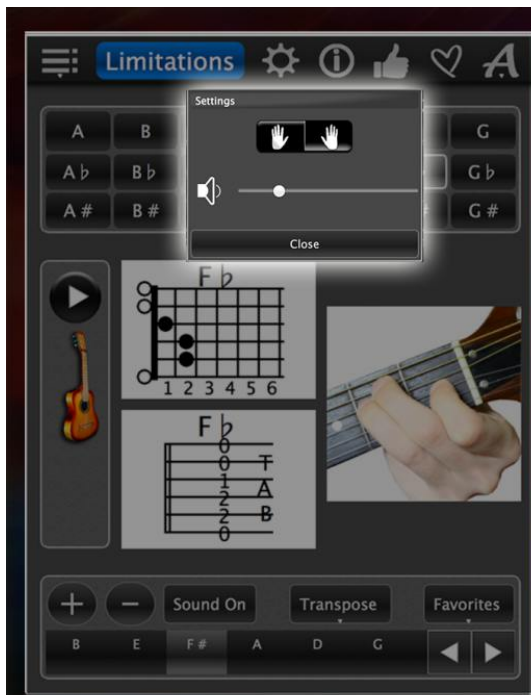 Limitations
Settings
A B G
A♭ B♭ G♭
A# B# # G#
Close
F♭
1 2 3 4 5 6
F♭
0
0 T
1
2 A
2 B
0
Sound On Transpose Favorites
B E F# A D G